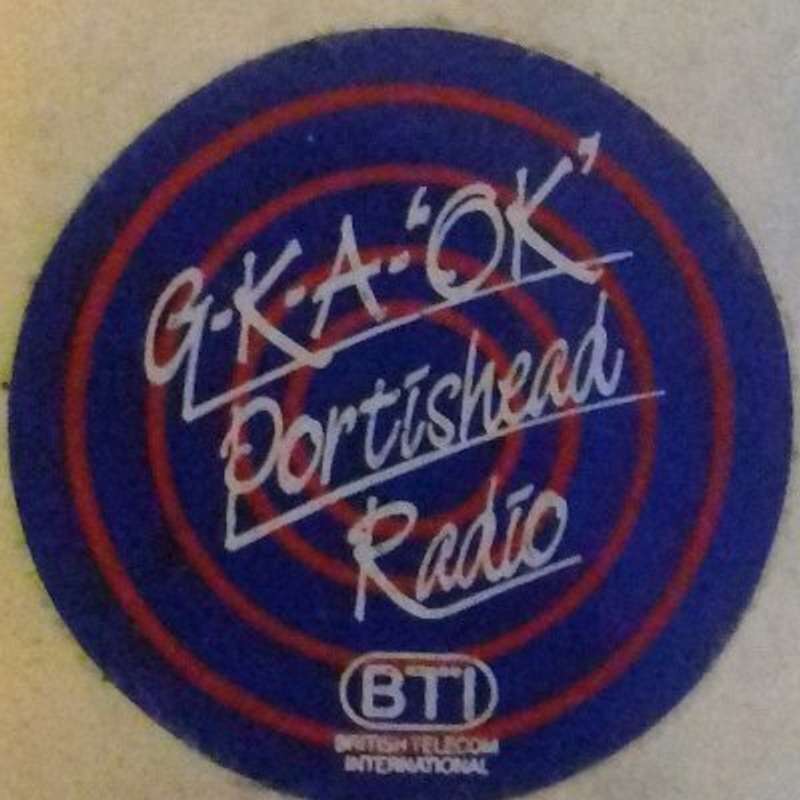 G-K-A-"OK"
Portishead
Radio
BTI
BRITISH TELECOM
INTERNATIONAL